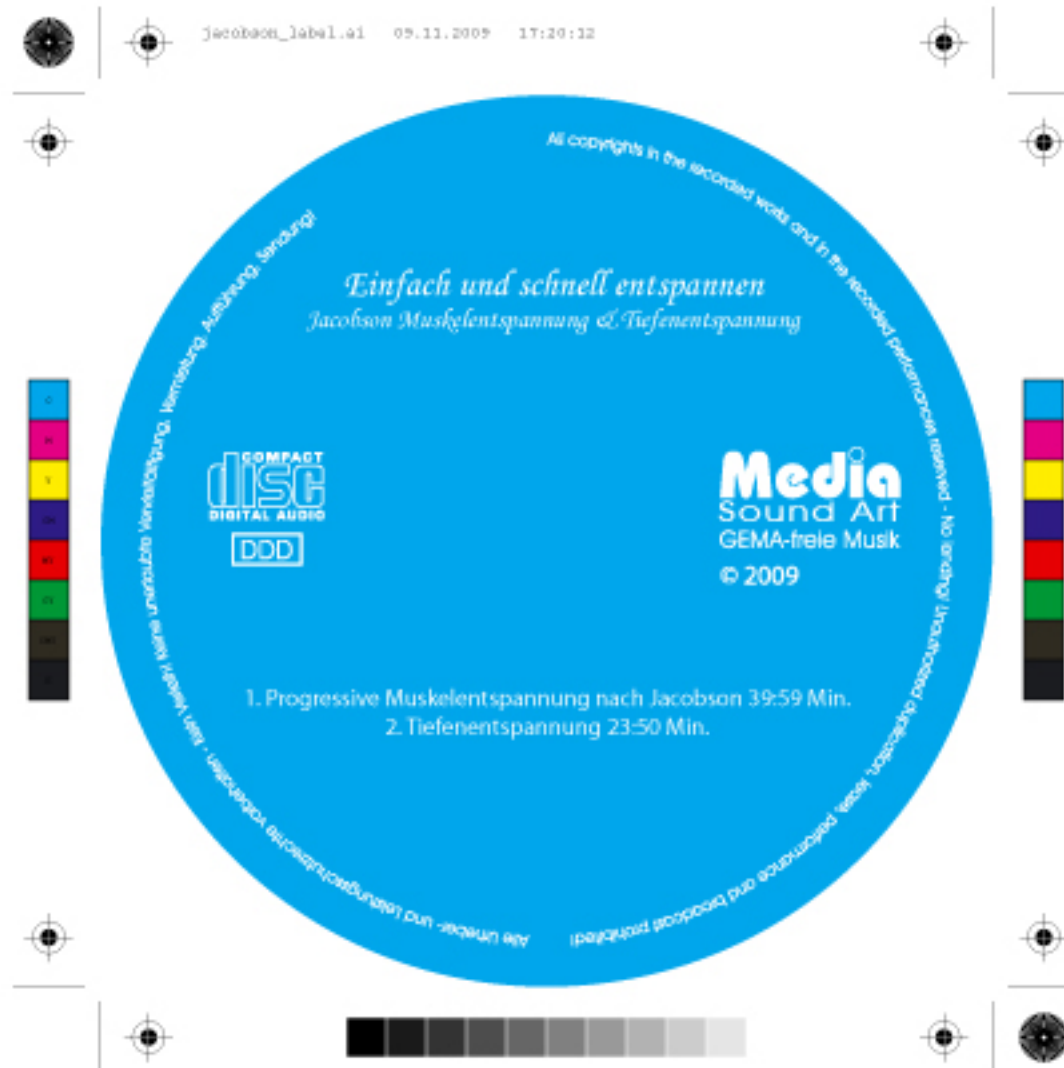 jacobson_label.ai 09.11.2009 17:20:12
All copyrights in the recorded works and in the recorded performances reserved - No lending! Unauthorized duplication, lease, performance and broadcast prohibited!
Alle Urheber- und Leistungsschutzrechte vorbehalten - Kein Verleih! Keine unerlaubte Vervielfältigung, Vermietung, Aufführung, Sendung!
Einfach und schnell entspannen
Jacobson Muskelentspannung & Tiefenentspannung
COMPACT
disc
DIGITAL AUDIO
DDD
Media
Sound Art
GEMA-freie Musik
© 2009
1. Progressive Muskelentspannung nach Jacobson 39:59 Min.
2. Tiefenentspannung 23:50 Min.
C
M
Y